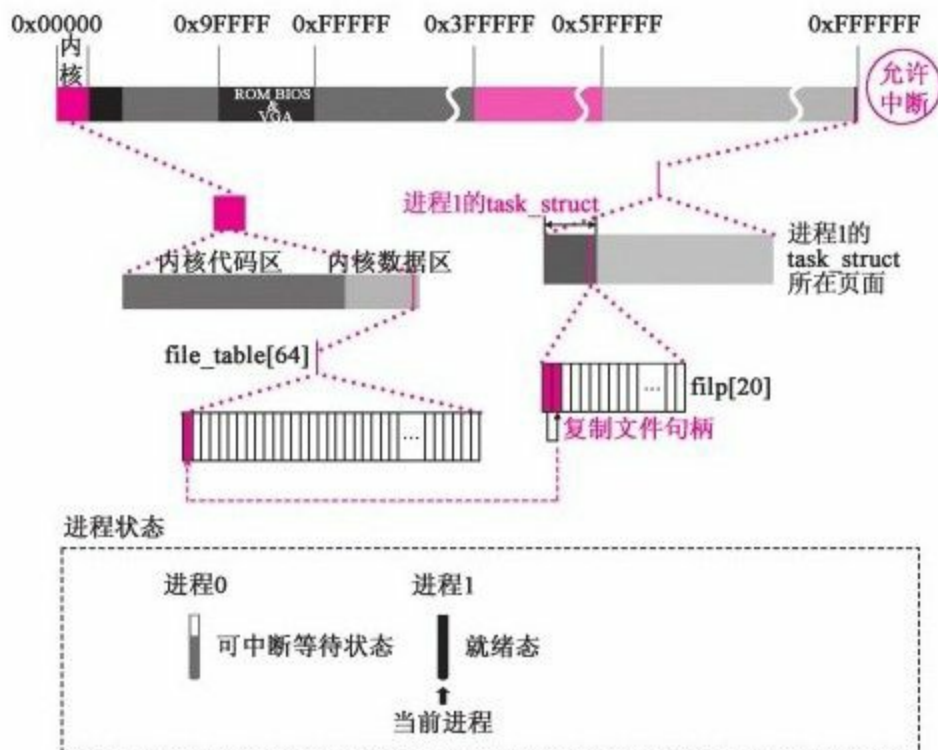 0x00000 0x9FFFF 0xFFFFF 0x3FFFFF 0x5FFFFF 0xFFFFFF
内
核
ROM BIOS
&
VGA
允许
中断
进程1的task_struct
进程1的
task_struct
所在页面
内核代码区 内核数据区
file_table[64]
...
filp[20]
复制文件句柄
...
进程状态
进程0 进程1
可中断等待状态 就绪态
当前进程